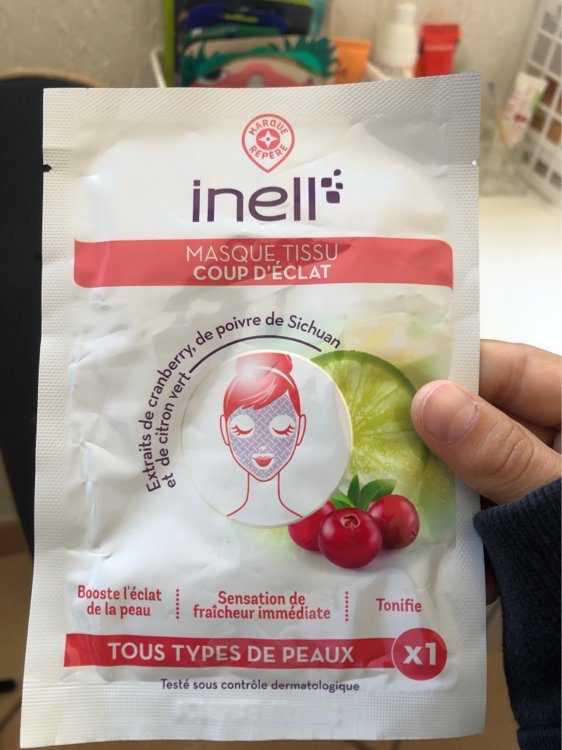 MARQUE
REPÈRE
inell
MASQUE TISSU
COUP D'ÉCLAT
Extraits de cranberry, de poivre de Sichuan
et de citron vert
Booste l'éclat
de la peau
Sensation de
fraîcheur immédiate
Tonifie
TOUS TYPES DE PEAUX
x1
Testé sous contrôle dermatologique